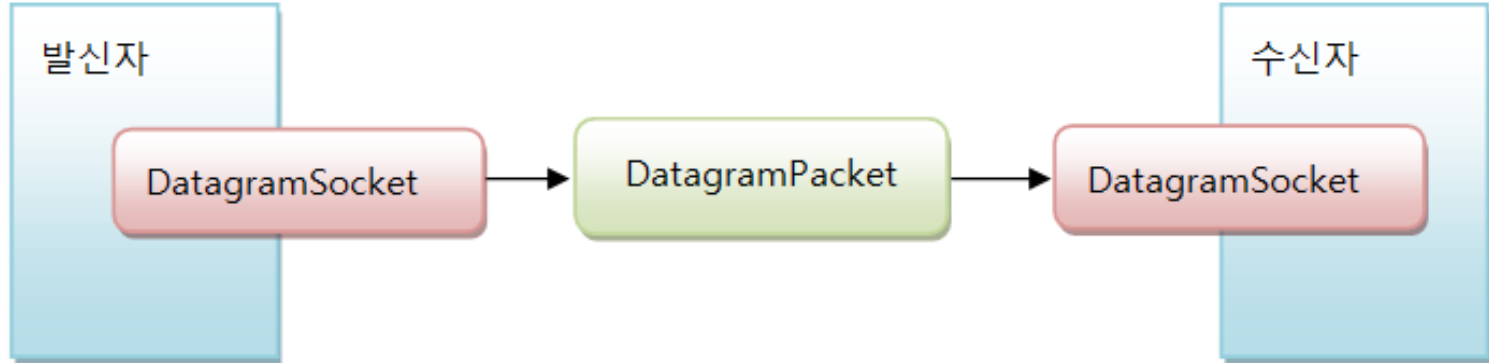 발신자
수신자
DatagramSocket
DatagramPacket
DatagramSocket